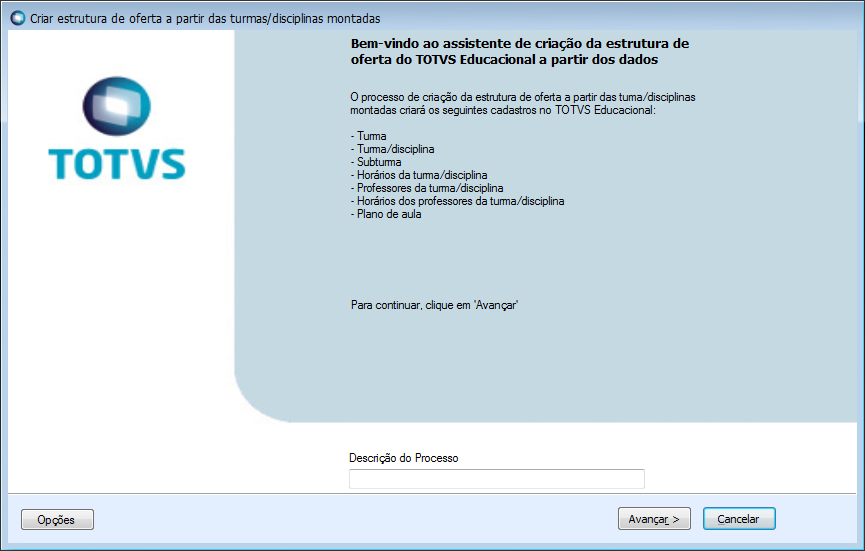 Criar estrutura de oferta a partir das turmas/disciplinas montadas
TOTVS
Bem-vindo ao assistente de criação da estrutura de
oferta do TOTVS Educacional a partir dos dados
O processo de criação da estrutura de oferta a partir das tuma/disciplinas
montadas criará os seguintes cadastros no TOTVS Educacional:
- Turma
- Turma/disciplina
- Subturma
- Horários da turma/disciplina
- Professores da turma/disciplina
- Horários dos professores da turma/disciplina
- Plano de aula
Para continuar, clique em 'Avançar'
Descrição do Processo
Opções
Avançar >
Cancelar